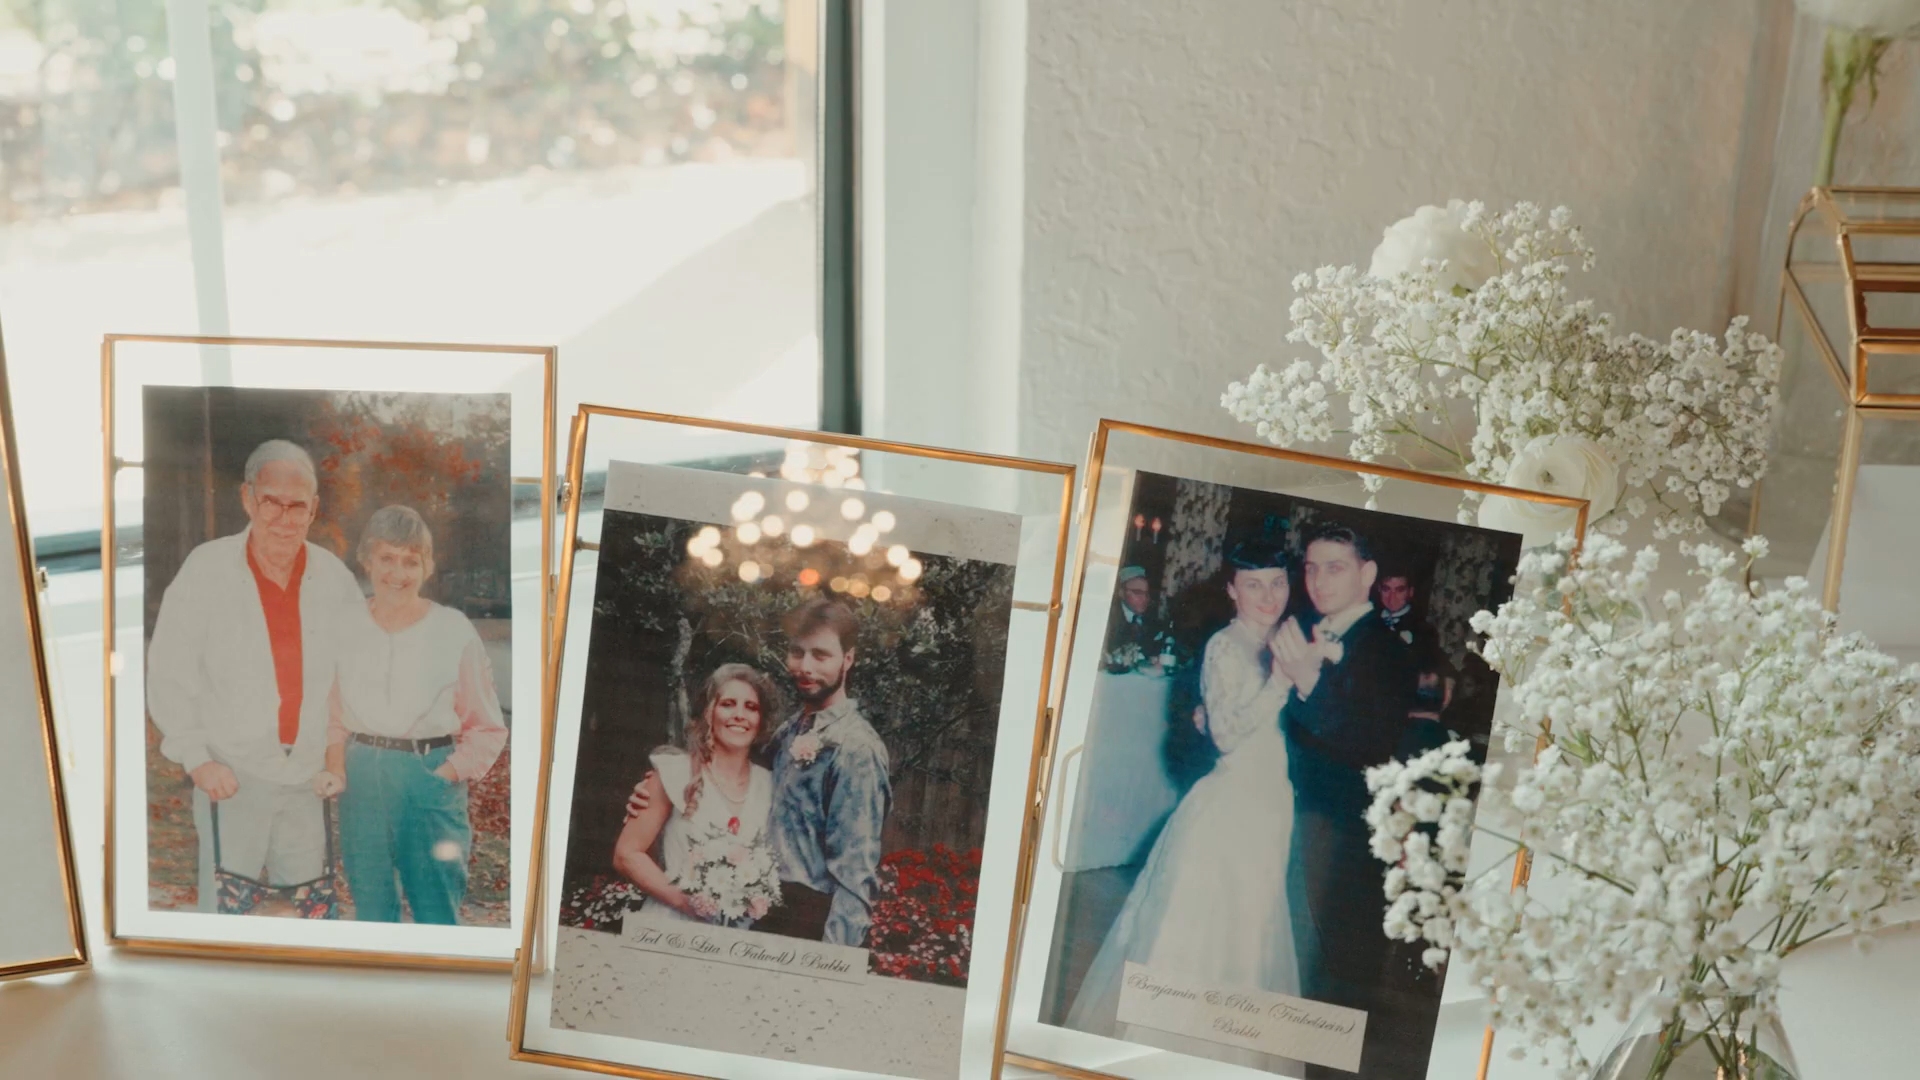 Ted & Lita (Falwell) Babbit
Benjamin & Rita (Finkelstein)
Babbit